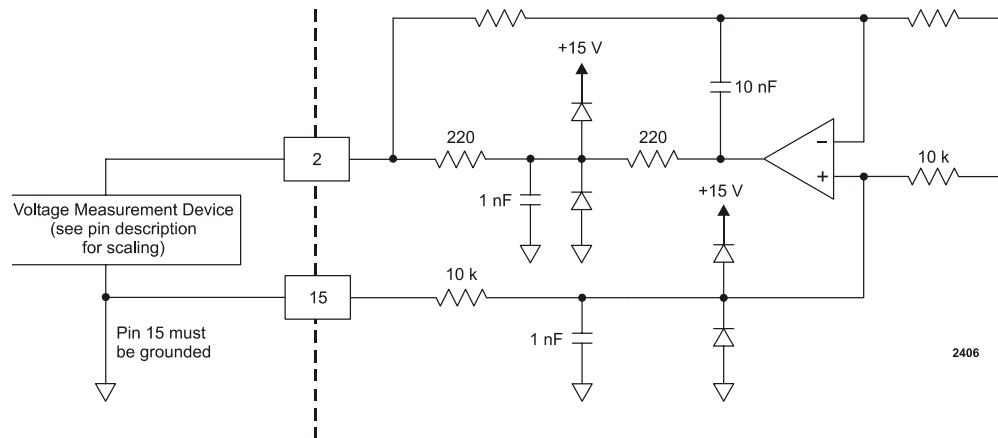 +15 V
10 nF
220
220
2
10 k
1 nF
+15 V
Voltage Measurement Device
(see pin description
for scaling)
10 k
15
Pin 15 must
be grounded
1 nF
2406
−
+